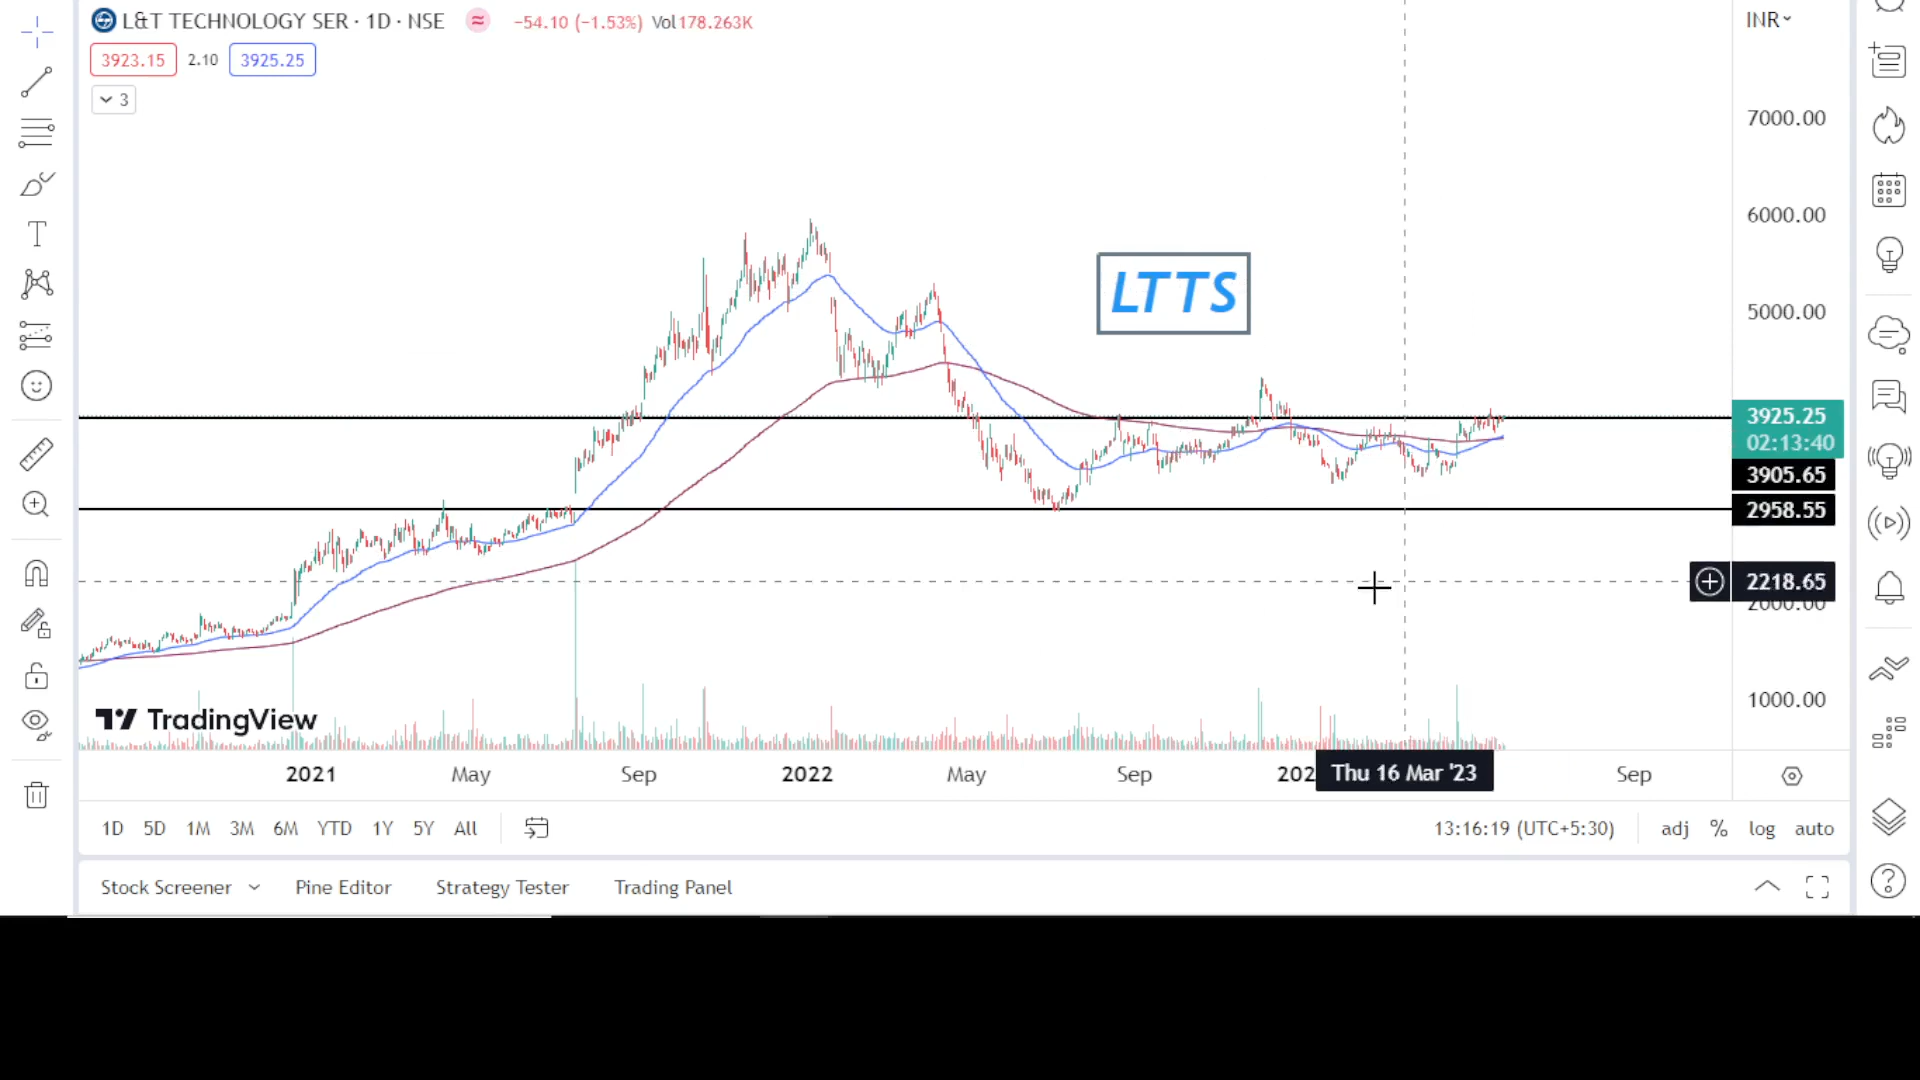 L&T TECHNOLOGY SER · 1D · NSE ≈ −54.10 (−1.53%) Vol178.263K
INR
3923.15 2.10 3925.25
3
7000.00
6000.00
LTTS
5000.00
3925.25
02:13:40
3905.65
2958.55
2218.65
2000.00
1000.00
TradingView
2021 May Sep 2022 May Sep 202 Thu 16 Mar '23 Sep
1D 5D 1M 3M 6M YTD 1Y 5Y All 13:16:19 (UTC+5:30) adj % log auto
Stock Screener Pine Editor Strategy Tester Trading Panel